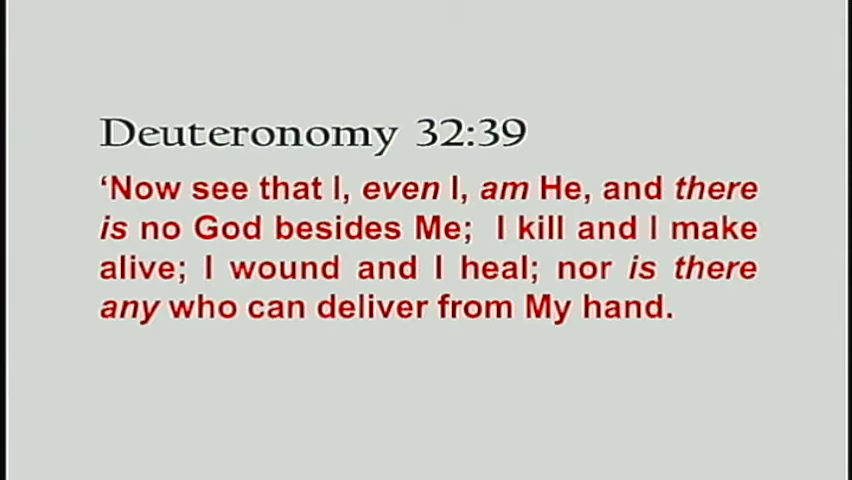 Deuteronomy 32:39
‘Now see that I, even I, am He, and there
is no God besides Me;  I kill and I make
alive; I wound and I heal; nor is there
any who can deliver from My hand.